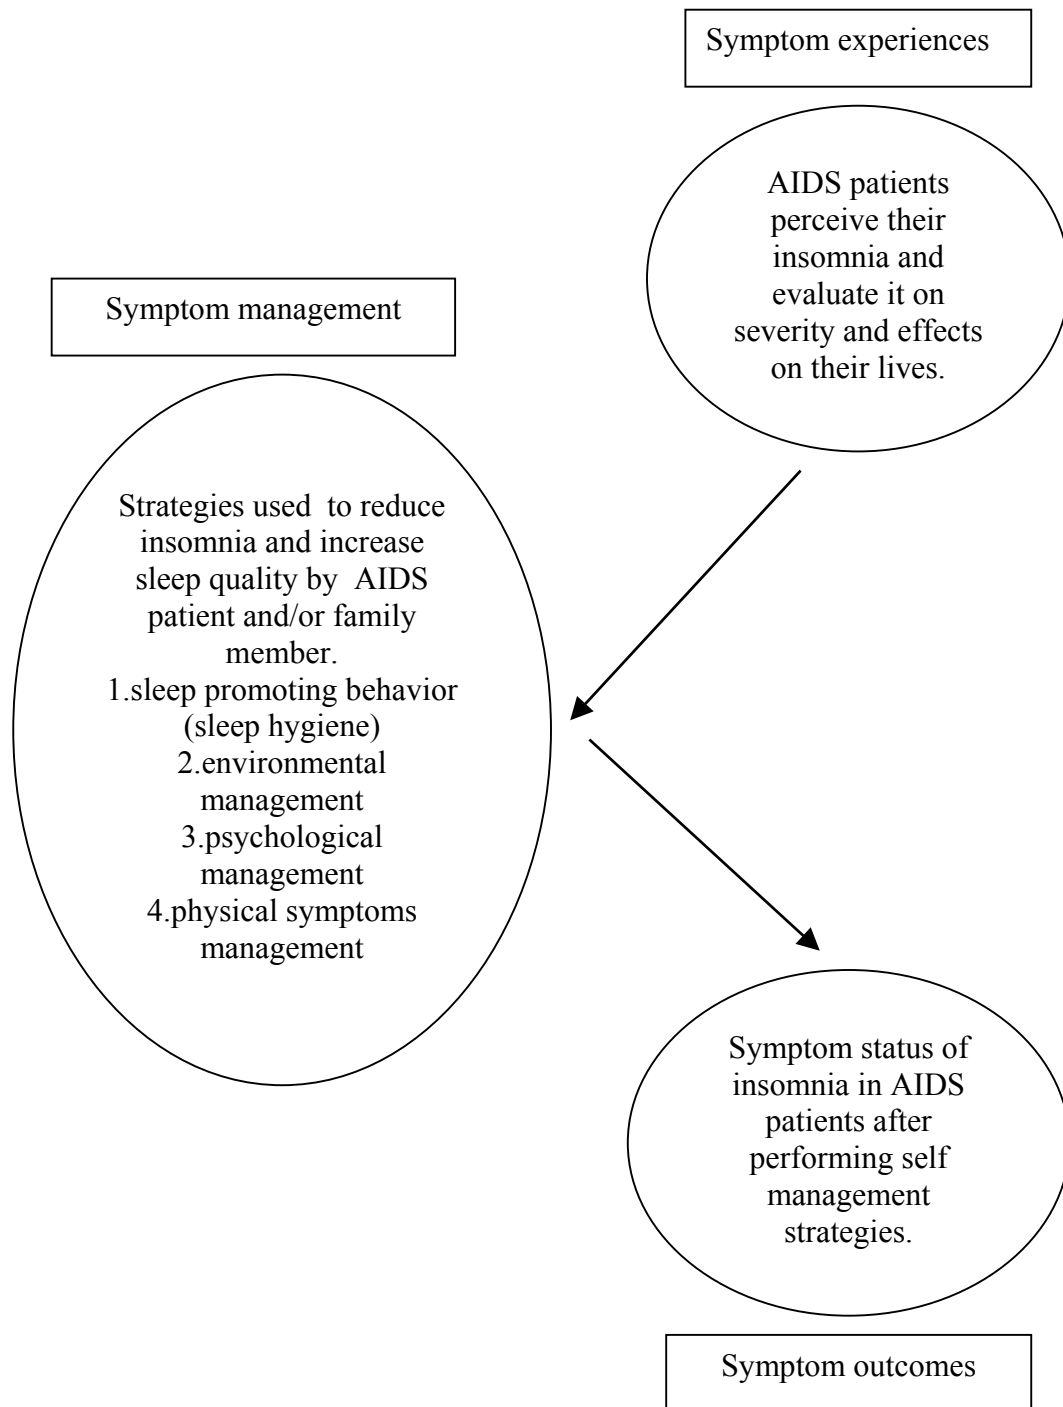 Symptom experiences
AIDS patients
perceive their
insomnia and
evaluate it on
severity and effects
on their lives.
Symptom management
Strategies used  to reduce
insomnia and increase
sleep quality by  AIDS
patient and/or family
member.
1.sleep promoting behavior
(sleep hygiene)
2.environmental
management
3.psychological
management
4.physical symptoms
management
Symptom status of
insomnia in AIDS
patients after
performing self
management
strategies.
Symptom outcomes